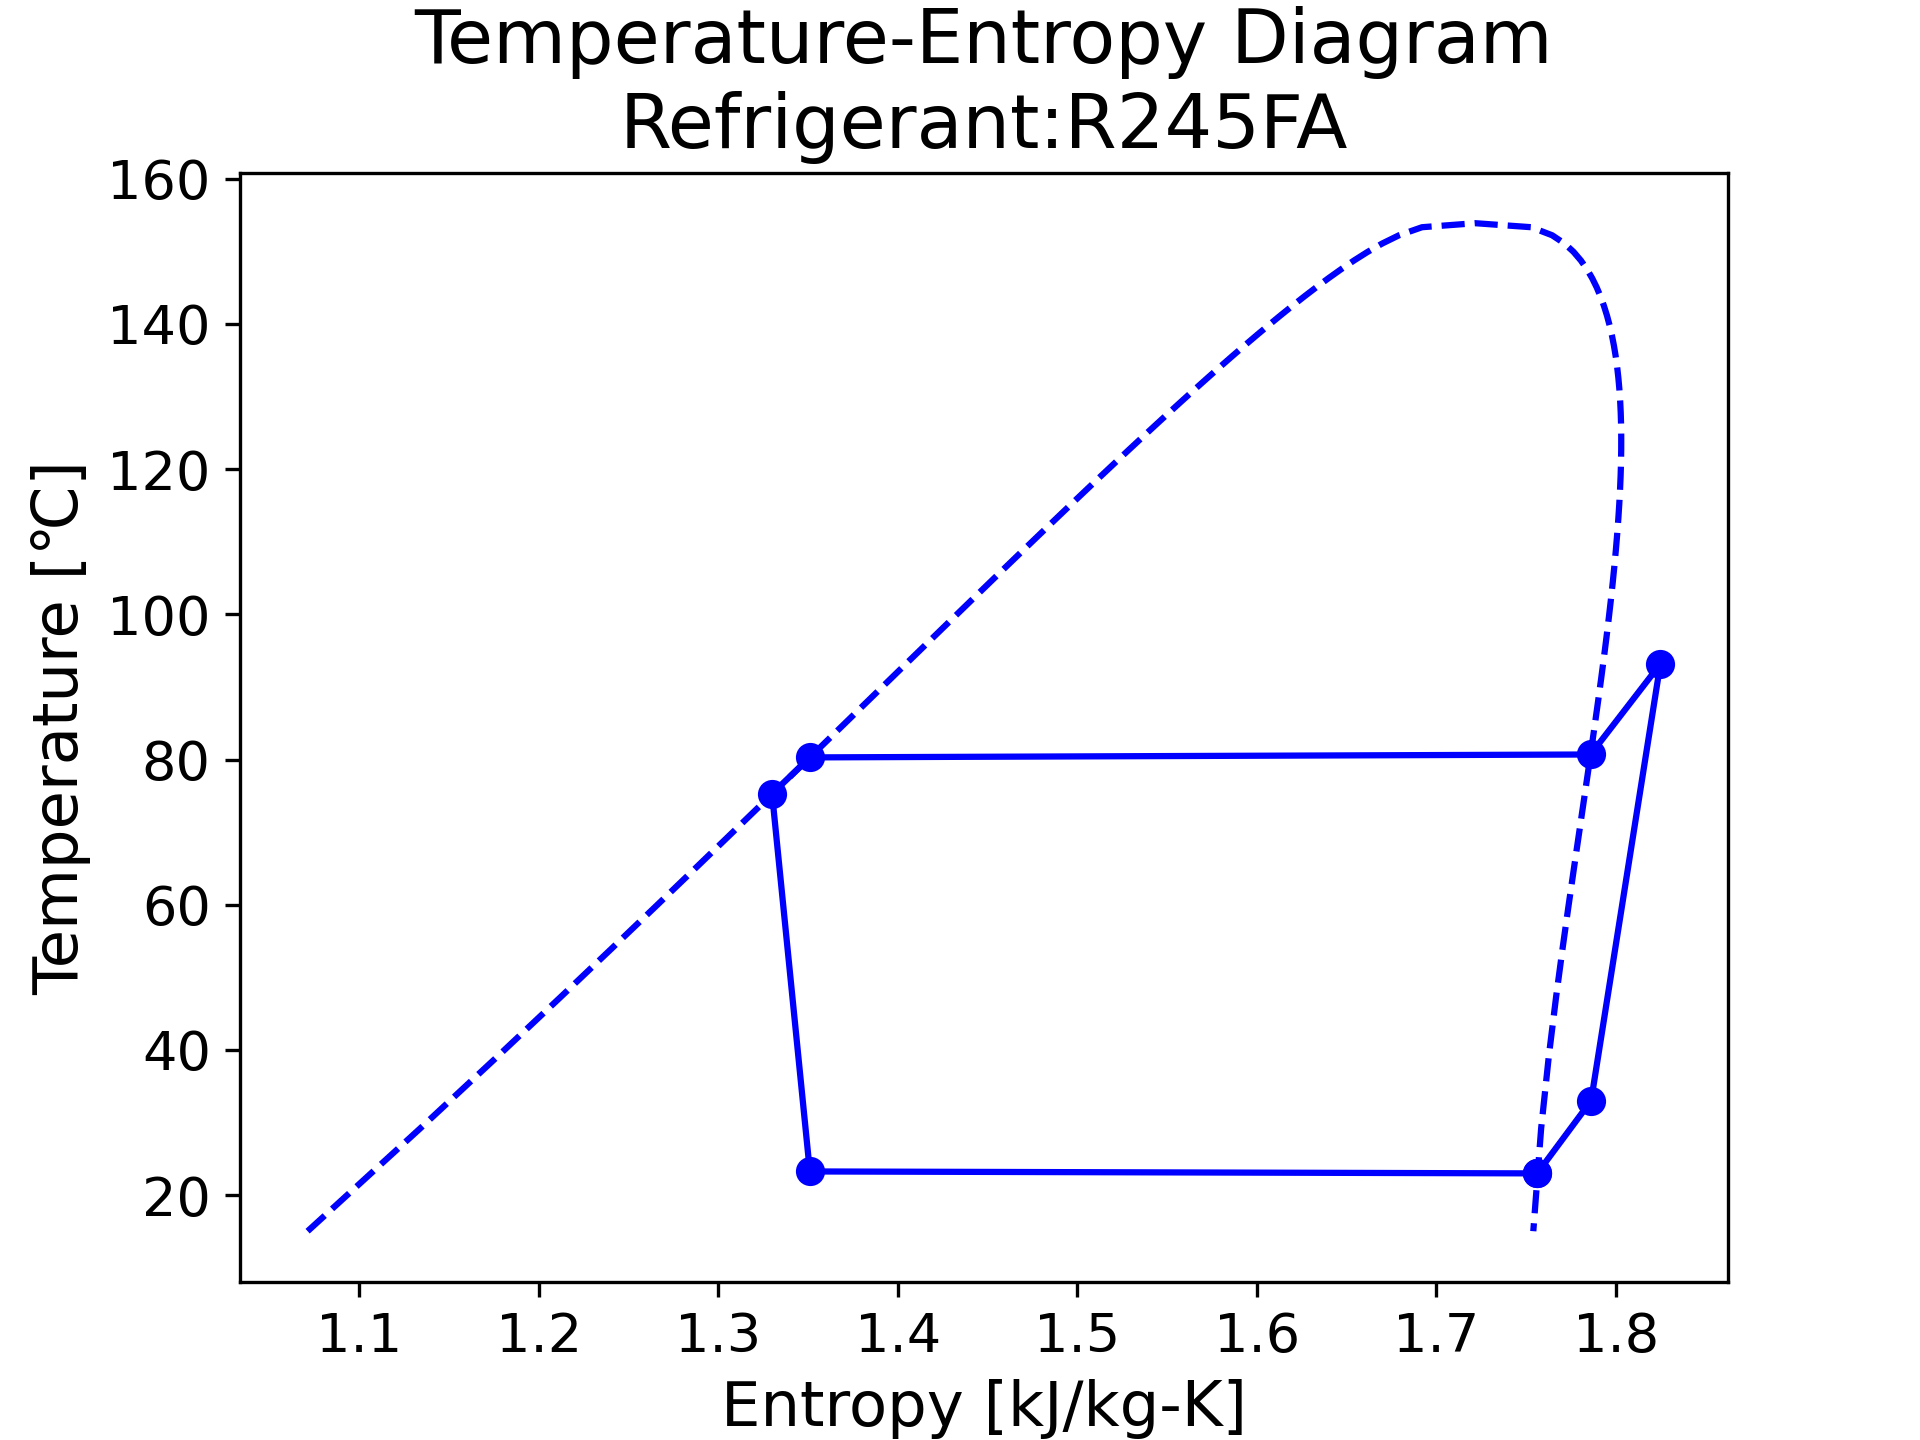 Temperature-Entropy Diagram
Refrigerant:R245FA
160
140
120
100
80
60
40
20
Temperature [℃]
1.1 1.2 1.3 1.4 1.5 1.6 1.7 1.8
Entropy [kJ/kg-K]